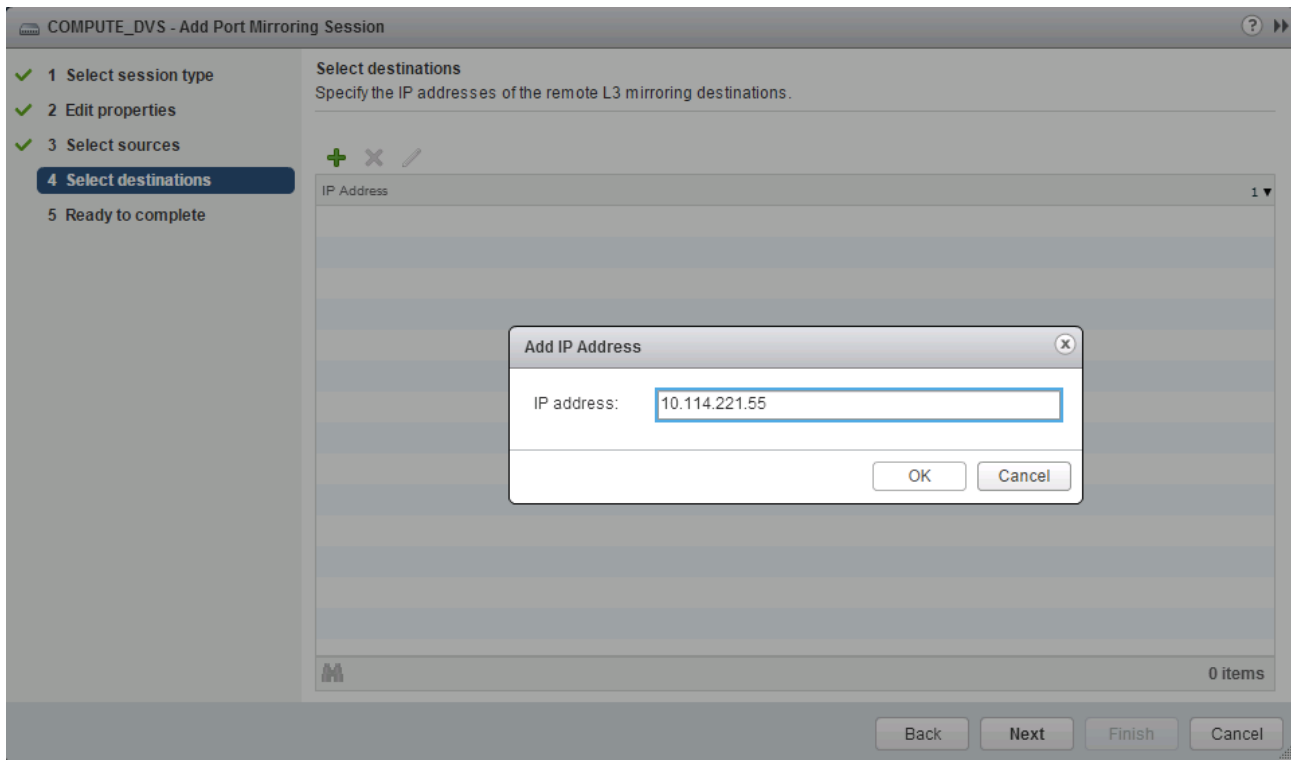 COMPUTE_DVS - Add Port Mirroring Session
?
1 Select session type
2 Edit properties
3 Select sources
4 Select destinations
5 Ready to complete
Select destinations
Specify the IP addresses of the remote L3 mirroring destinations.
IP Address 1
Add IP Address
IP address: 10.114.221.55
OK Cancel
0 items
Back Next Finish Cancel